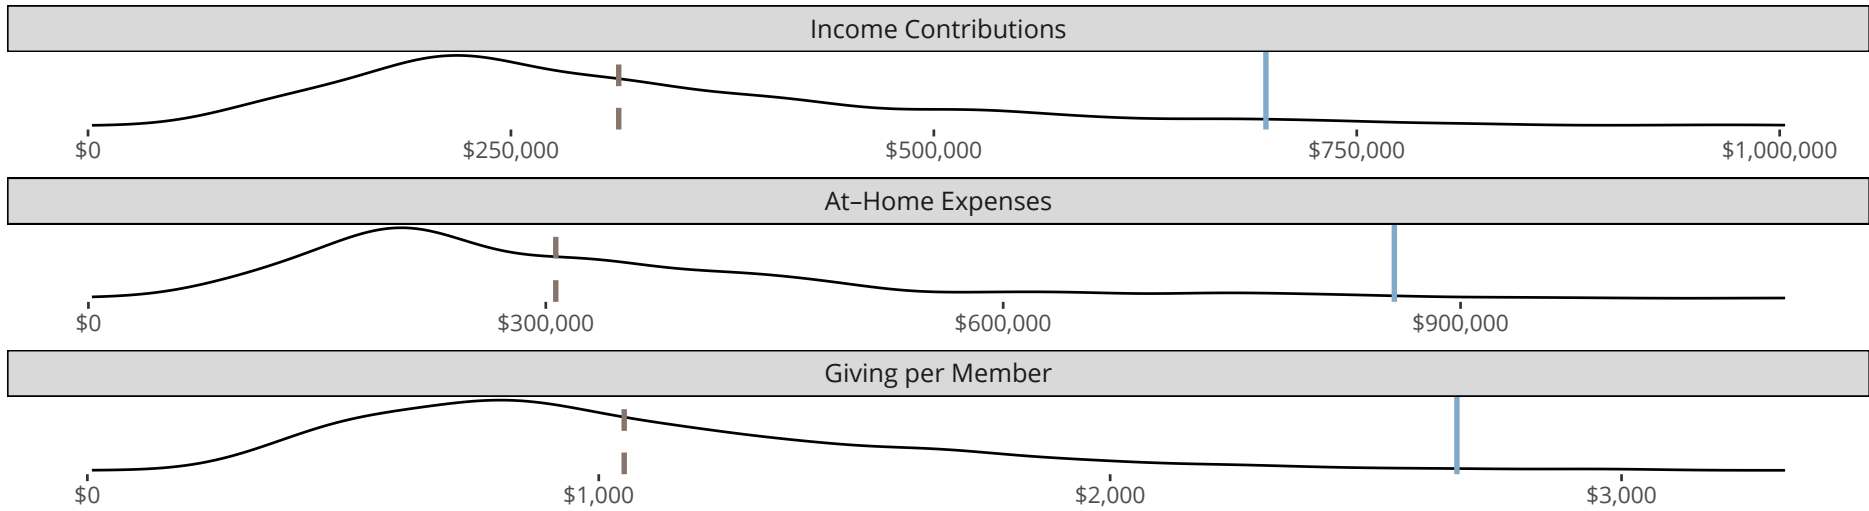 Income Contributions
$0 $250,000 $500,000 $750,000 $1,000,000
At–Home Expenses
$0 $300,000 $600,000 $900,000
Giving per Member
$0 $1,000 $2,000 $3,000